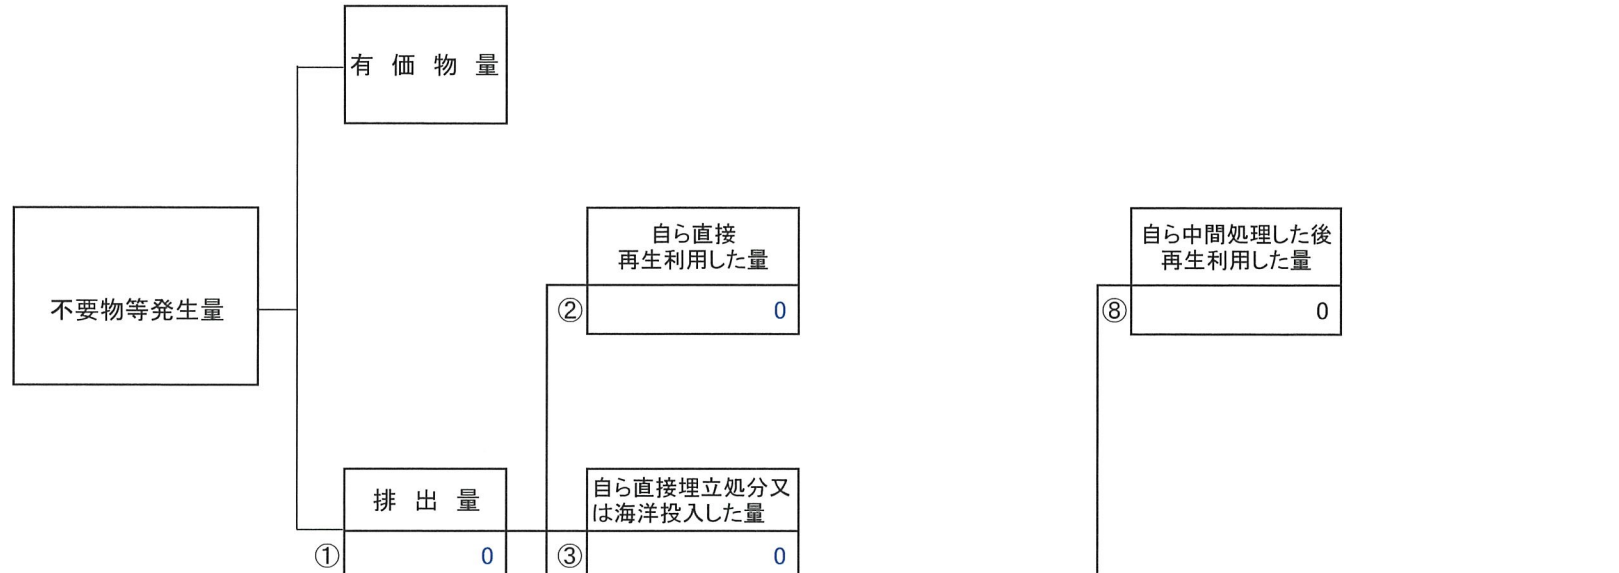 有価物量
自ら直接
再生利用した量
② 0
自ら中間処理した後
再生利用した量
⑧ 0
不要物等発生量
排出量
① 0
自ら直接埋立処分又
は海洋投入した量
③ 0